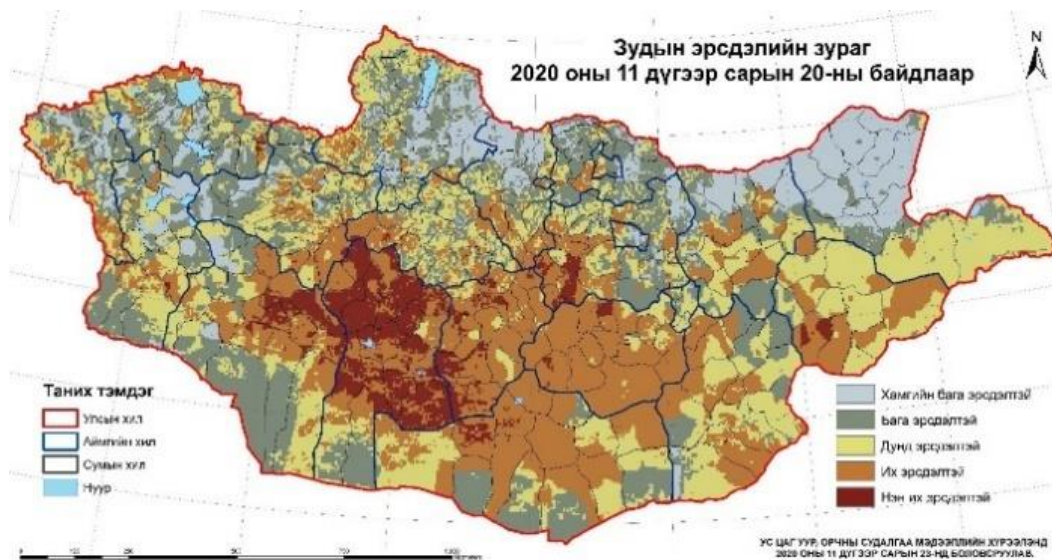 Зудын эрсдэлийн зураг
2020 оны 11 дүгээр сарын 20-ны байдлаар
N
Таних тэмдэг
Улсын хил
Аймгийн хил
Сумын хил
Нуур
Хамгийн бага эрсдэлтэй
Бага эрсдэлтэй
Дунд эрсдэлтэй
Их эрсдэлтэй
Нэн их эрсдэлтэй
УС ЦАГ УУР, ОРЧНЫ СУДАЛГАА МЭДЭЭЛЛИЙН ХҮРЭЭЛЭНД
2020 ОНЫ 11 ДҮГЭЭР САРЫН 23-НД БОЛОВСРУУЛАВ.